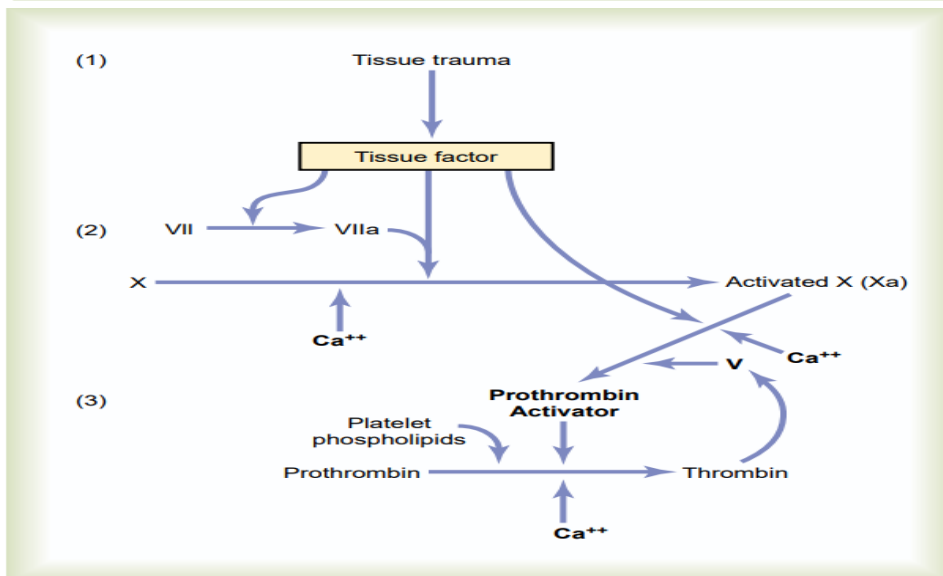 (1)
Tissue trauma
Tissue factor
(2)
VII
VIIa
X
Activated X (Xa)
Ca++
Ca++
V
(3)
Prothrombin
Activator
Platelet
phospholipids
Prothrombin
Thrombin
Ca++